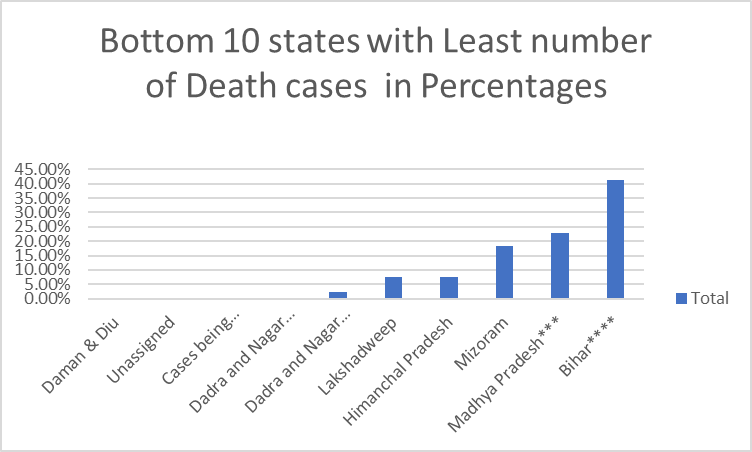 Bottom 10 states with Least number
of Death cases in Percentages
45.00%
40.00%
35.00%
30.00%
25.00%
20.00%
15.00%
10.00%
5.00%
0.00%
Daman & Diu
Unassigned
Cases being...
Dadra and Nagar...
Dadra and Nagar...
Lakshadweep
Himanchal Pradesh
Mizoram
Madhya Pradesh***
Bihar****
Total